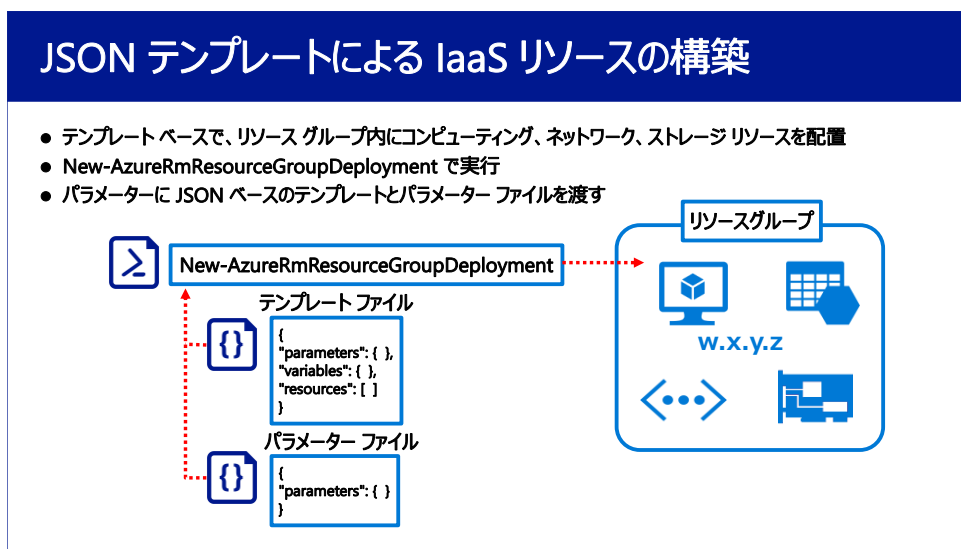 JSON テンプレートによる IaaS リソースの構築
● テンプレート ベースで、リソース グループ内にコンピューティング、ネットワーク、ストレージ リソースを配置
● New-AzureRmResourceGroupDeployment で実行
● パラメーターに JSON ベースのテンプレートとパラメーター ファイルを渡す
リソースグループ
New-AzureRmResourceGroupDeployment
テンプレート ファイル
{}
{
"parameters": {  },
"variables": {  },
"resources": [  ]
}
w.x.y.z
パラメーター ファイル
{}
{
"parameters": {  }
}